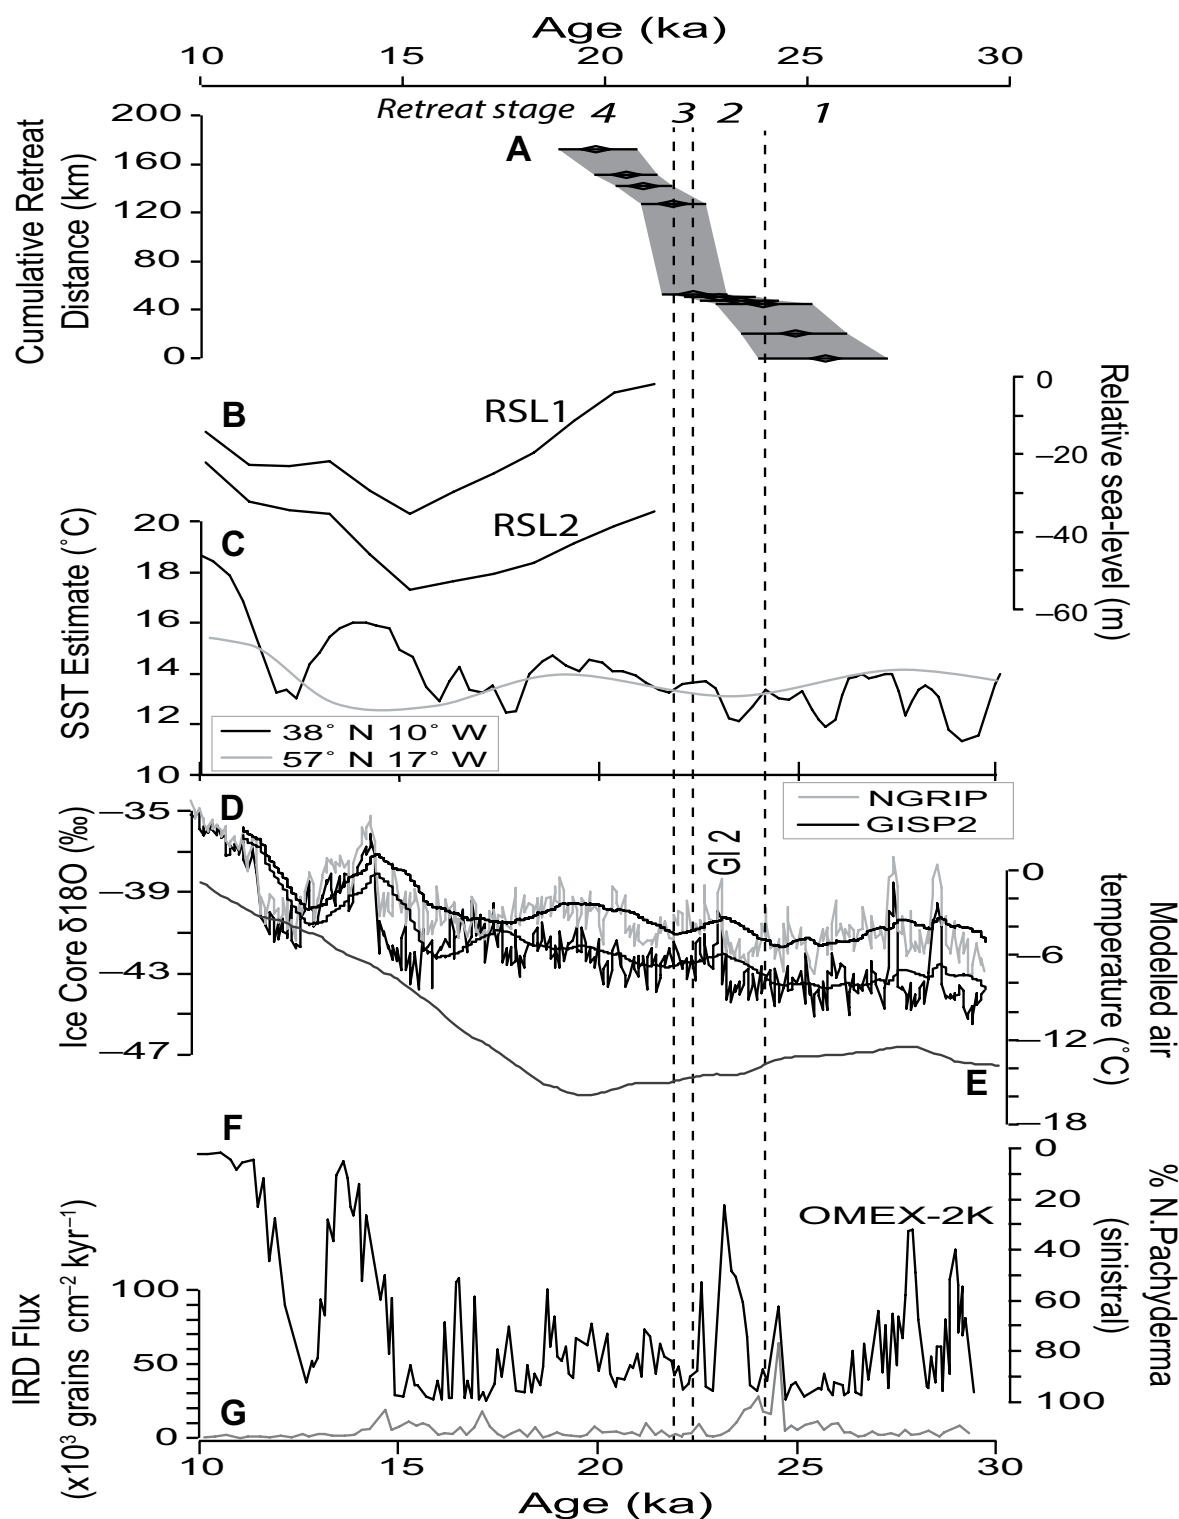 Age (ka)
10 15 20 25 30
Retreat stage 4 3 2 1
Cumulative Retreat
Distance (km)
200
160
120
80
40
0
A
B
RSL1
RSL2
Relative sea-level (m)
0
–20
–40
–60
C
SST Estimate (°C)
20
18
16
14
12
10
38° N 10° W
57° N 17° W
D
Ice Core δ18O (‰)
–35
–39
–43
–47
GI 2
NGRIP
GISP2
Modelled air
temperature (°C)
0
–6
–12
–18
E
F
OMEX-2K
% N.Pachyderma
(sinistral)
0
20
40
60
80
100
IRD Flux
(x10³ grains cm⁻² kyr⁻¹)
100
50
0
G
10 15 20 25 30
Age (ka)